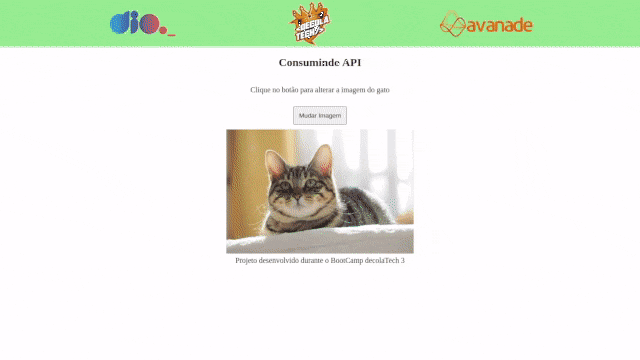 dio._
DECOLA
TECH 3
avanade
Consuminde API
Clique no botão para alterar a imagem do gato
Mudar Imagem
Projeto desenvolvido durante o BootCamp decolaTech 3